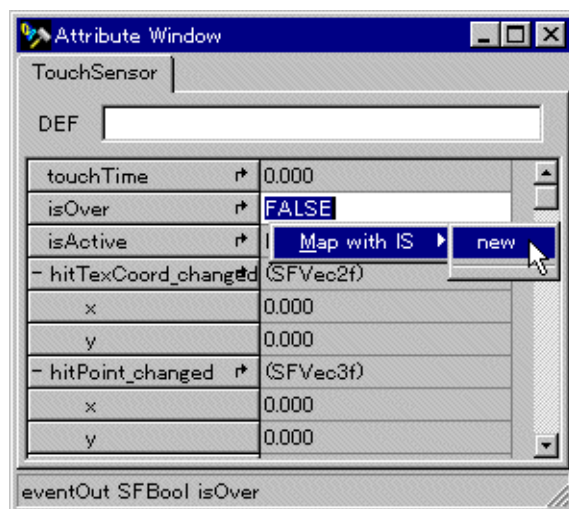 Attribute Window
TouchSensor
DEF
touchTime 0.000
isOver FALSE
isActive
Map with IS new
- hitTexCoord_changed (SFVec2f)
x 0.000
y 0.000
- hitPoint_changed (SFVec3f)
x 0.000
y 0.000
eventOut SFBool isOver